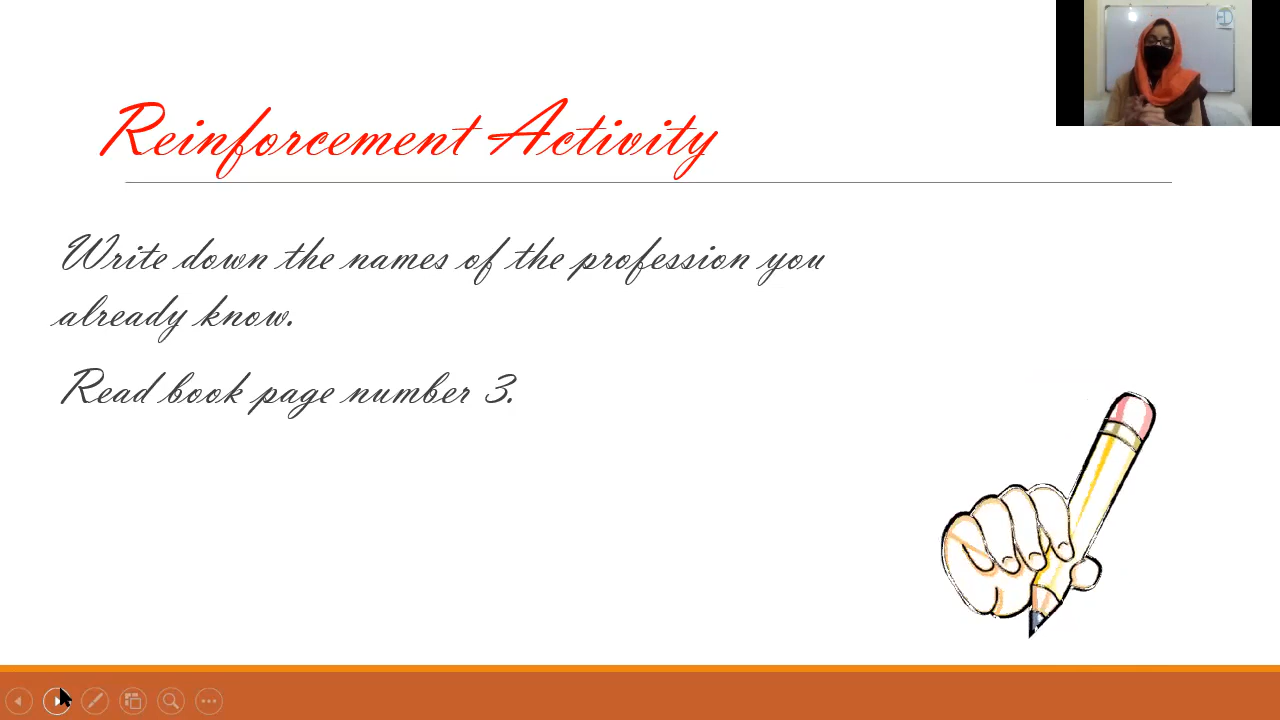 Reinforcement Activity
Write down the names of the profession you
already know.
Read book page number 3.